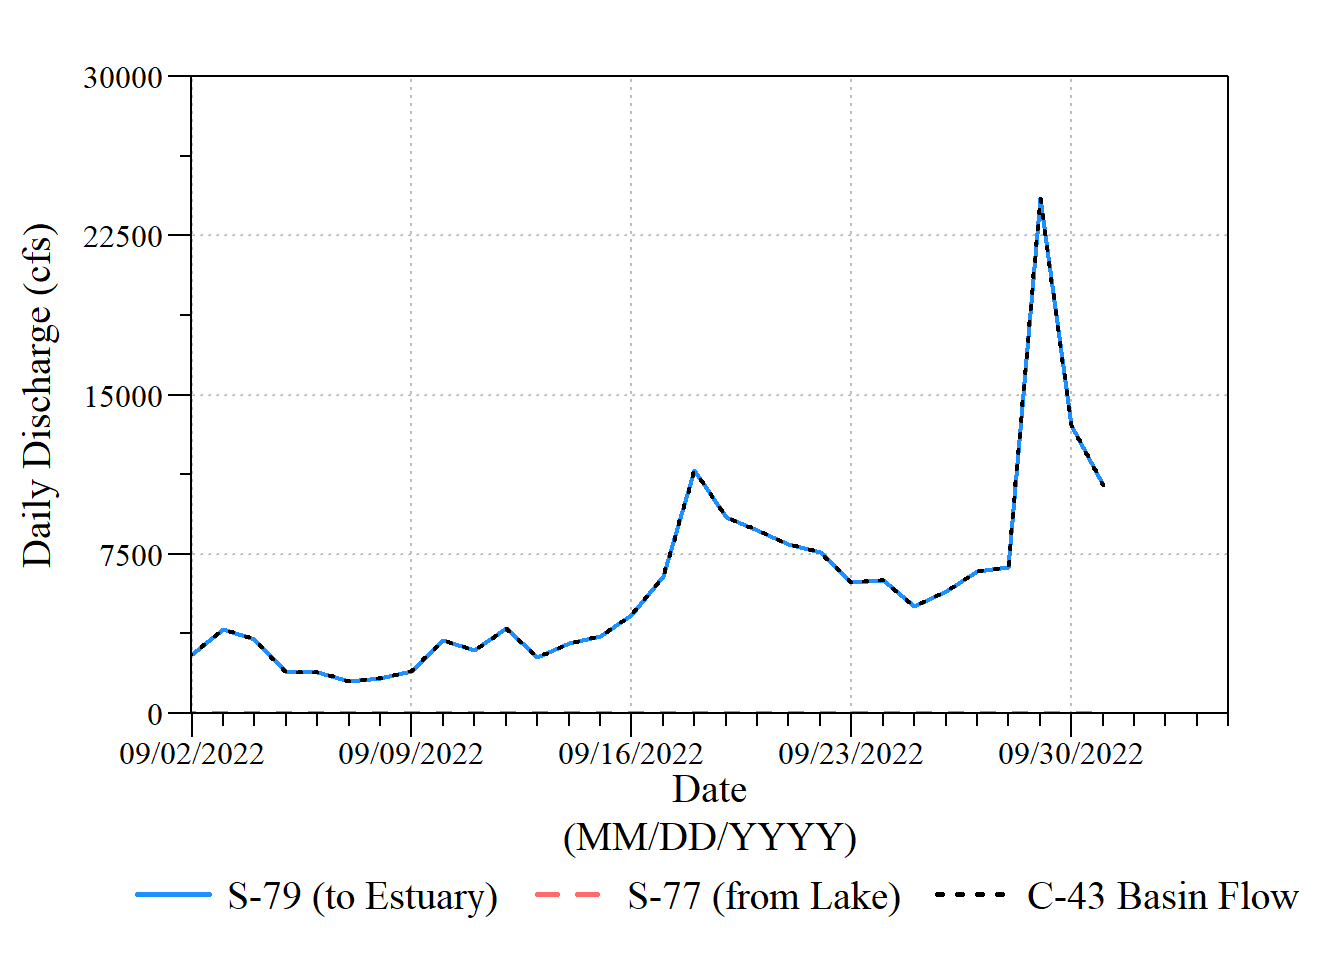 30000
22500
15000
7500
0
Daily Discharge (cfs)
09/02/2022 09/09/2022 09/16/2022 09/23/2022 09/30/2022
Date
(MM/DD/YYYY)
S-79 (to Estuary) S-77 (from Lake) C-43 Basin Flow